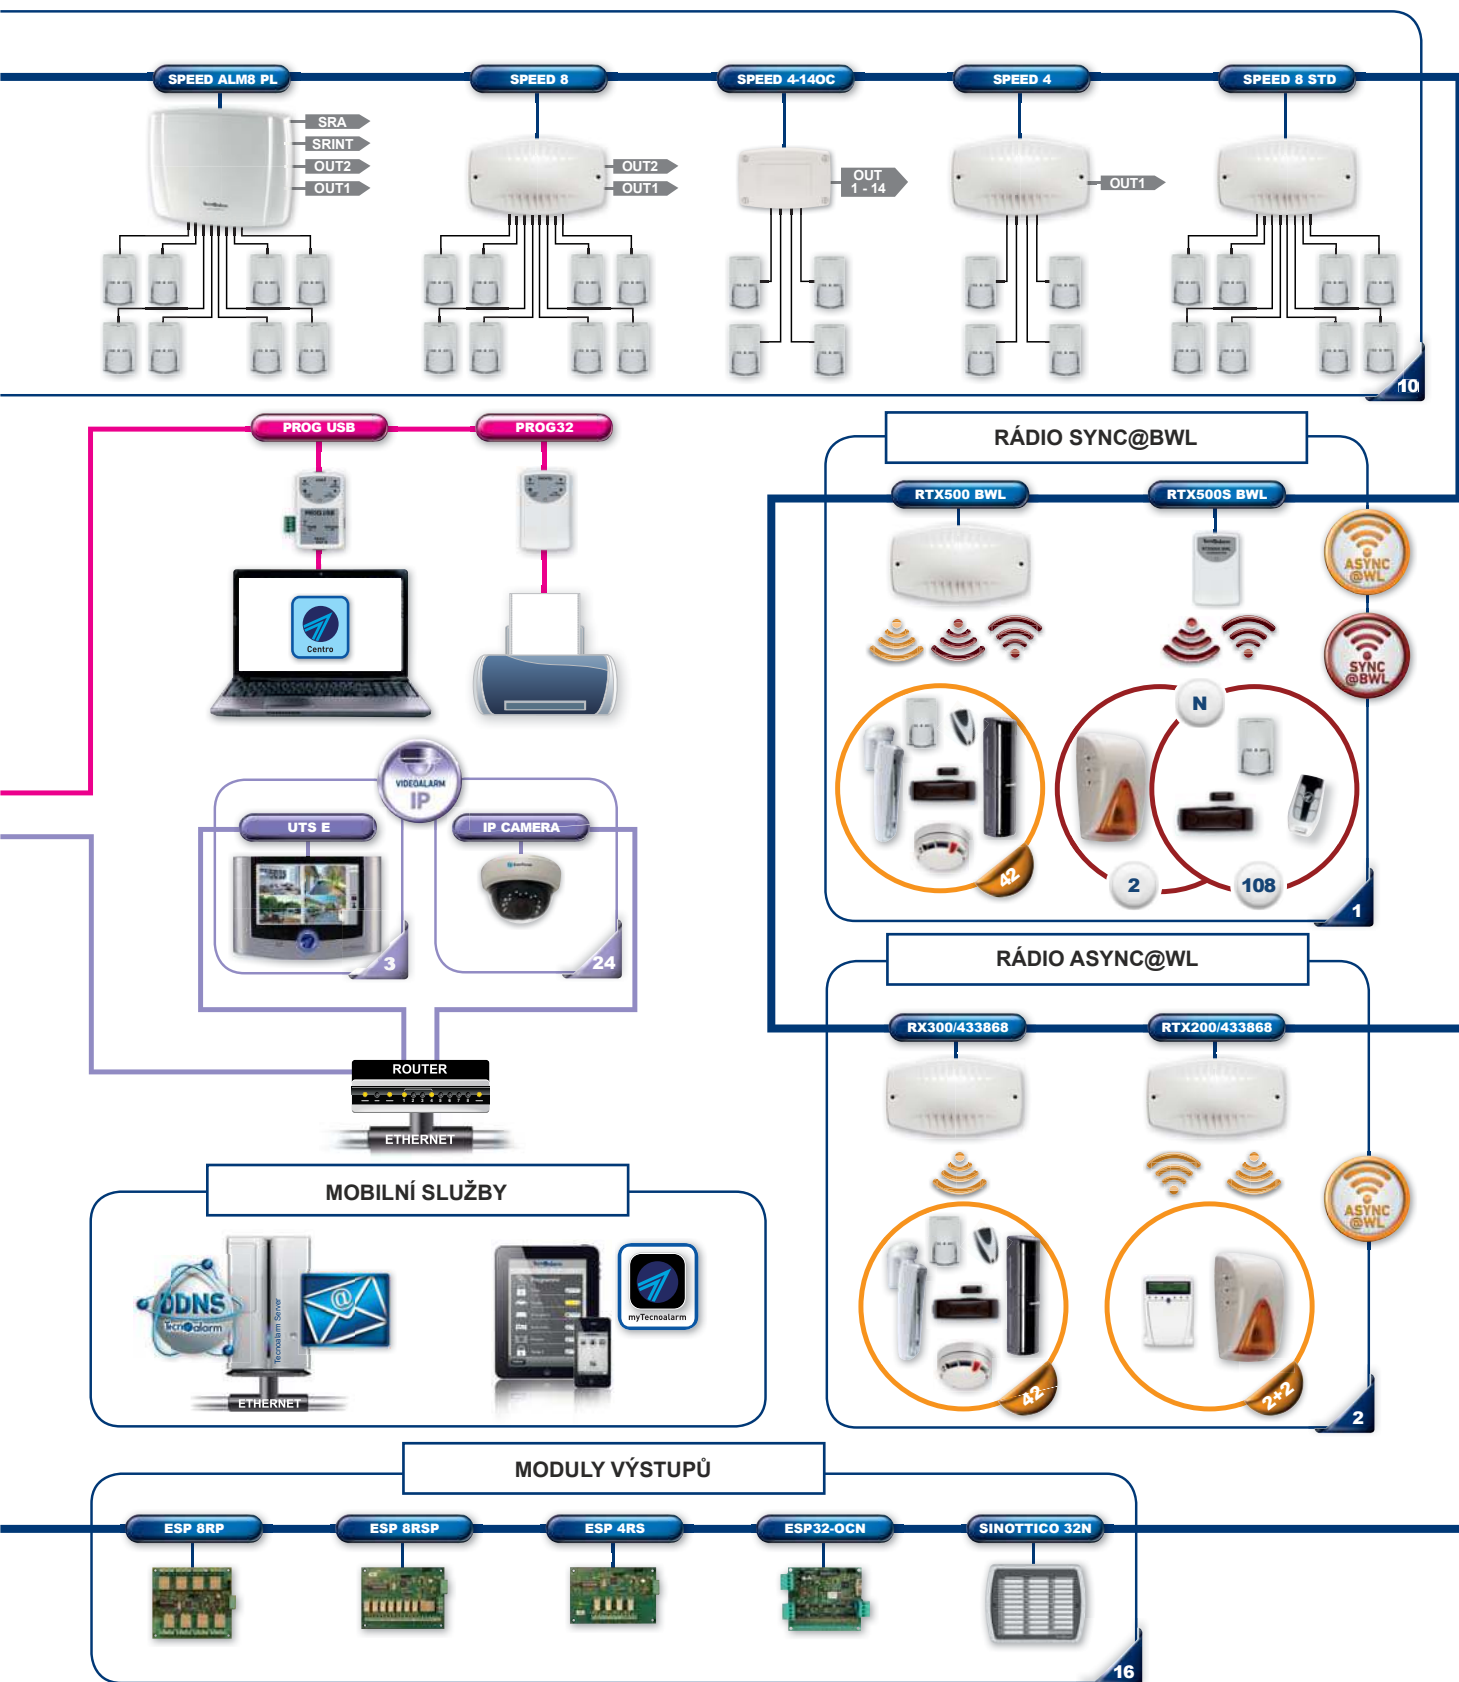 SPEED ALM8 PL
SPEED 8
SPEED 4-14OC
SPEED 4
SPEED 8 STD
SRA
SRINT
OUT2
OUT1
OUT2
OUT1
OUT
1 - 14
OUT1
10
PROG USB
PROG32
RÁDIO SYNC@BWL
RTX500 BWL
RTX500S BWL
PROG USB
ASYNC
@WL
Centro
SYNC
@BWL
N
VIDEOALARM
IP
UTS E
IP CAMERA
42
2
108
1
3
24
RÁDIO ASYNC@WL
RX300/433868
RTX200/433868
ROUTER
ETHERNET
MOBILNÍ SLUŽBY
ASYNC
@WL
DDNS
Tecnoalarm
Tecnoalarm Server
@
myTecnoalarm
ETHERNET
42
2+2
2
MODULY VÝSTUPŮ
ESP 8RP
ESP 8RSP
ESP 4RS
ESP32-OCN
SINOTTICO 32N
16